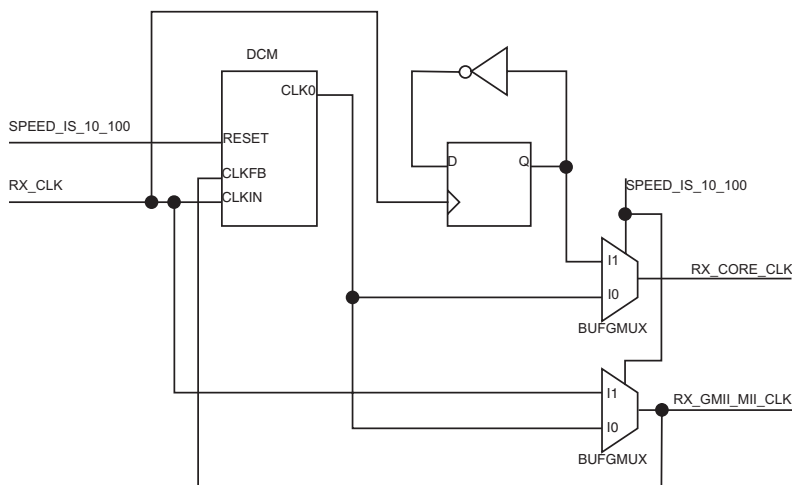 DCM
CLK0
SPEED_IS_10_100
RESET
D
Q
CLKFB
RX_CLK
SPEED_IS_10_100
CLKIN
I1
RX_CORE_CLK
I0
BUFGMUX
I1
RX_GMII_MII_CLK
I0
BUFGMUX